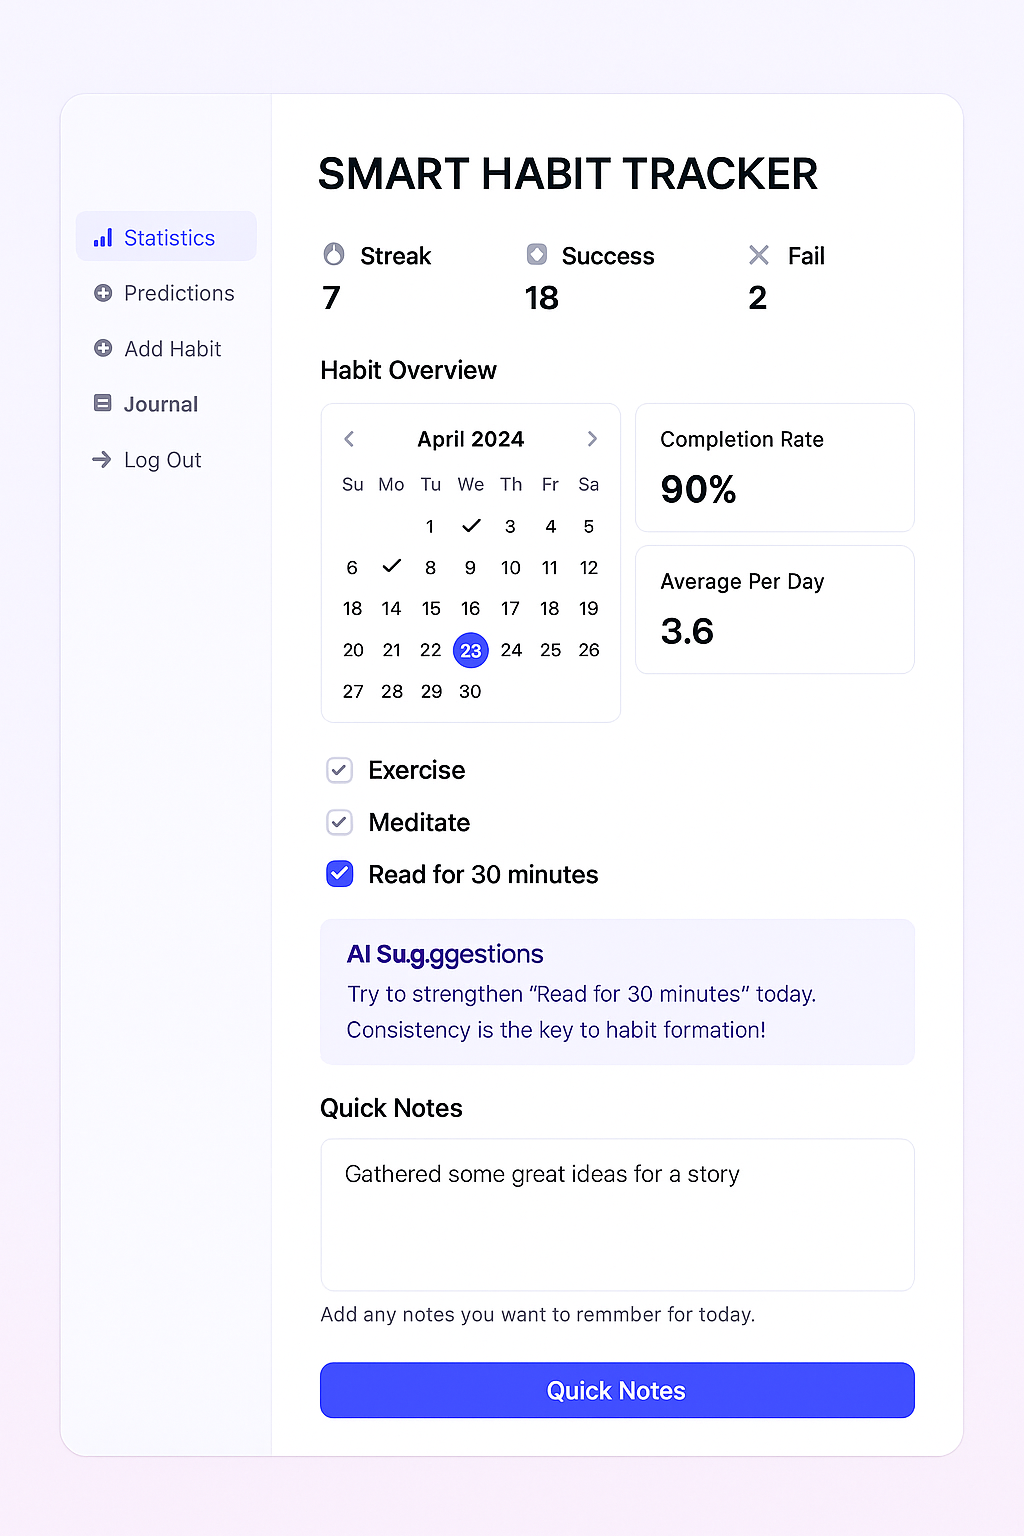 SMART HABIT TRACKER
Statistics
Predictions
Add Habit
Journal
Log Out
Streak Success Fail
7 18 2
Habit Overview
April 2024
Su Mo Tu We Th Fr Sa
1 3 4 5
6 8 9 10 11 12
18 14 15 16 17 18 19
20 21 22 23 24 25 26
27 28 29 30
Completion Rate
90%
Average Per Day
3.6
Exercise
Meditate
Read for 30 minutes
AI Su.g.ggestions
Try to strengthen “Read for 30 minutes” today.
Consistency is the key to habit formation!
Quick Notes
Gathered some great ideas for a story
Add any notes you want to remmber for today.
Quick Notes